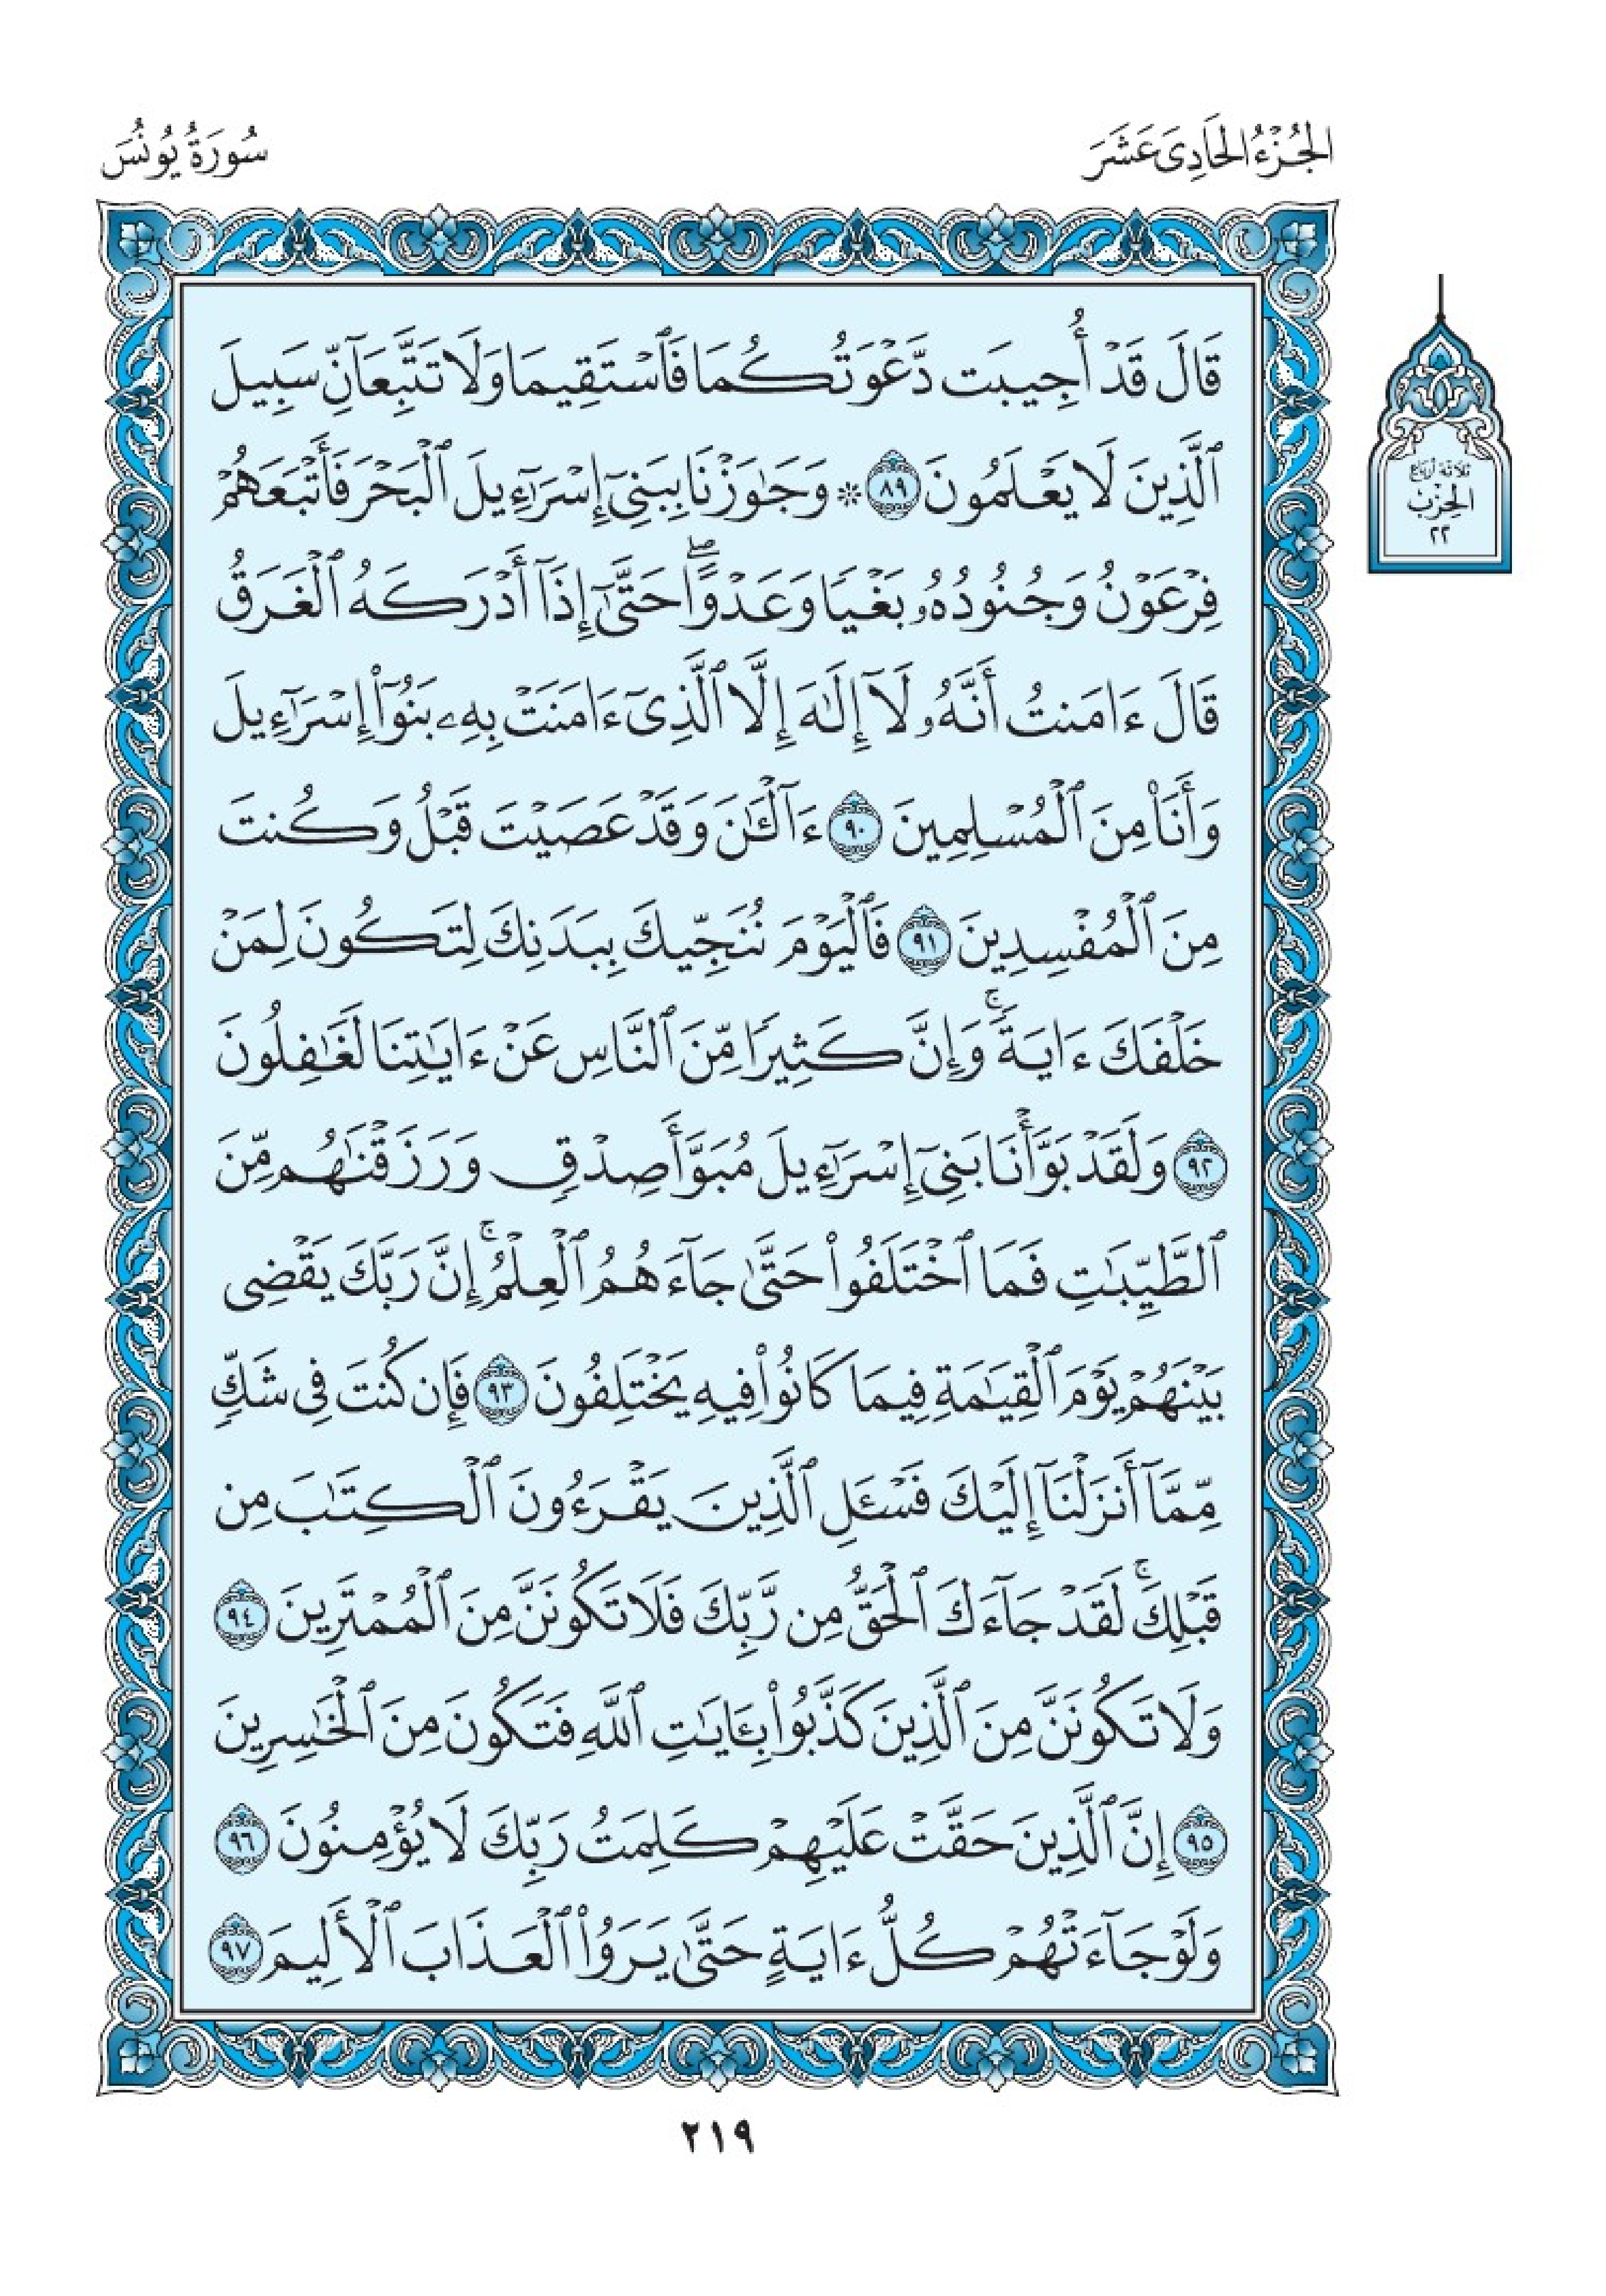 الجُزْءُ الحَادِي عَشَرَ
سُورَةُ يُونُسَ
قَالَ قَدْ أُجِيبَت دَّعْوَتُكُمَا فَٱسْتَقِيمَا وَلَا تَتَّبِعَآنِّ سَبِيلَ
ٱلَّذِينَ لَا يَعْلَمُونَ ٨٩ ۞ وَجَٰوَزْنَا بِبَنِيٓ إِسْرَٰٓءِيلَ ٱلْبَحْرَ فَأَتْبَعَهُمْ
فِرْعَوْنُ وَجُنُودُهُۥ بَغْيًا وَعَدْوًا ۖ حَتَّىٰٓ إِذَآ أَدْرَكَهُ ٱلْغَرَقُ
قَالَ ءَامَنتُ أَنَّهُۥ لَآ إِلَٰهَ إِلَّا ٱلَّذِىٓ ءَامَنَتْ بِهِۦ بَنُوٓا۟ إِسْرَٰٓءِيلَ
وَأَنَا۠ مِنَ ٱلْمُسْلِمِينَ ٩٠ ءَآلْـَٰٔنَ وَقَدْ عَصَيْتَ قَبْلُ وَكُنتَ
مِنَ ٱلْمُفْسِدِينَ ٩١ فَٱلْيَوْمَ نُنَجِّيكَ بِبَدَنِكَ لِتَكُونَ لِمَنْ
خَلْفَكَ ءَايَةً ۚ وَإِنَّ كَثِيرًا مِّنَ ٱلنَّاسِ عَنْ ءَايَٰتِنَا لَغَٰفِلُونَ
٩٢ وَلَقَدْ بَوَّأْنَا بَنِىٓ إِسْرَٰٓءِيلَ مُبَوَّأَ صِدْقٍ وَرَزَقْنَٰهُم مِّنَ
ٱلطَّيِّبَٰتِ فَمَا ٱخْتَلَفُوا۟ حَتَّىٰ جَآءَهُمُ ٱلْعِلْمُ ۚ إِنَّ رَبَّكَ يَقْضِى
بَيْنَهُمْ يَوْمَ ٱلْقِيَٰمَةِ فِيمَا كَانُوا۟ فِيهِ يَخْتَلِفُونَ ٩٣ فَإِن كُنتَ فِى شَكٍّ
مِّمَّآ أَنزَلْنَآ إِلَيْكَ فَسْـَٔلِ ٱلَّذِينَ يَقْرَءُونَ ٱلْكِتَٰبَ مِن
قَبْلِكَ ۚ لَقَدْ جَآءَكَ ٱلْحَقُّ مِن رَّبِّكَ فَلَا تَكُونَنَّ مِنَ ٱلْمُمْتَرِينَ ٩٤
وَلَا تَكُونَنَّ مِنَ ٱلَّذِينَ كَذَّبُوا۟ بِـَٔايَٰتِ ٱللَّهِ فَتَكُونَ مِنَ ٱلْخَٰسِرِينَ
٩٥ إِنَّ ٱلَّذِينَ حَقَّتْ عَلَيْهِمْ كَلِمَتُ رَبِّكَ لَا يُؤْمِنُونَ ٩٦
وَلَوْ جَآءَتْهُمْ كُلُّ ءَايَةٍ حَتَّىٰ يَرَوُا۟ ٱلْعَذَابَ ٱلْأَلِيمَ ٩٧
ثلاثة أرباع
الحِزْبُ
٢٢
٢١٩